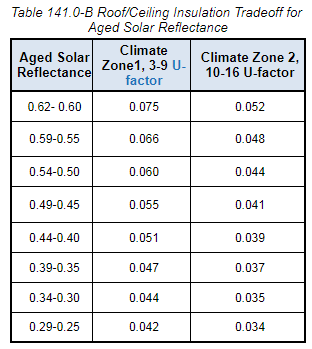 Table 141.0-B Roof/Ceiling Insulation Tradeoff for
Aged Solar Reflectance
Aged Solar Reflectance | Climate Zone1, 3-9 U-factor | Climate Zone 2, 10-16 U-factor
0.62- 0.60 | 0.075 | 0.052
0.59-0.55 | 0.066 | 0.048
0.54-0.50 | 0.060 | 0.044
0.49-0.45 | 0.055 | 0.041
0.44-0.40 | 0.051 | 0.039
0.39-0.35 | 0.047 | 0.037
0.34-0.30 | 0.044 | 0.035
0.29-0.25 | 0.042 | 0.034